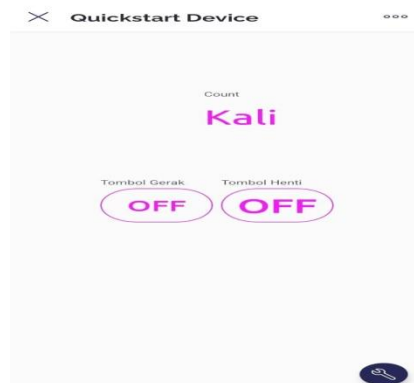 Quickstart Device
Count
Kali
Tombol Gerak Tombol Henti
OFF OFF